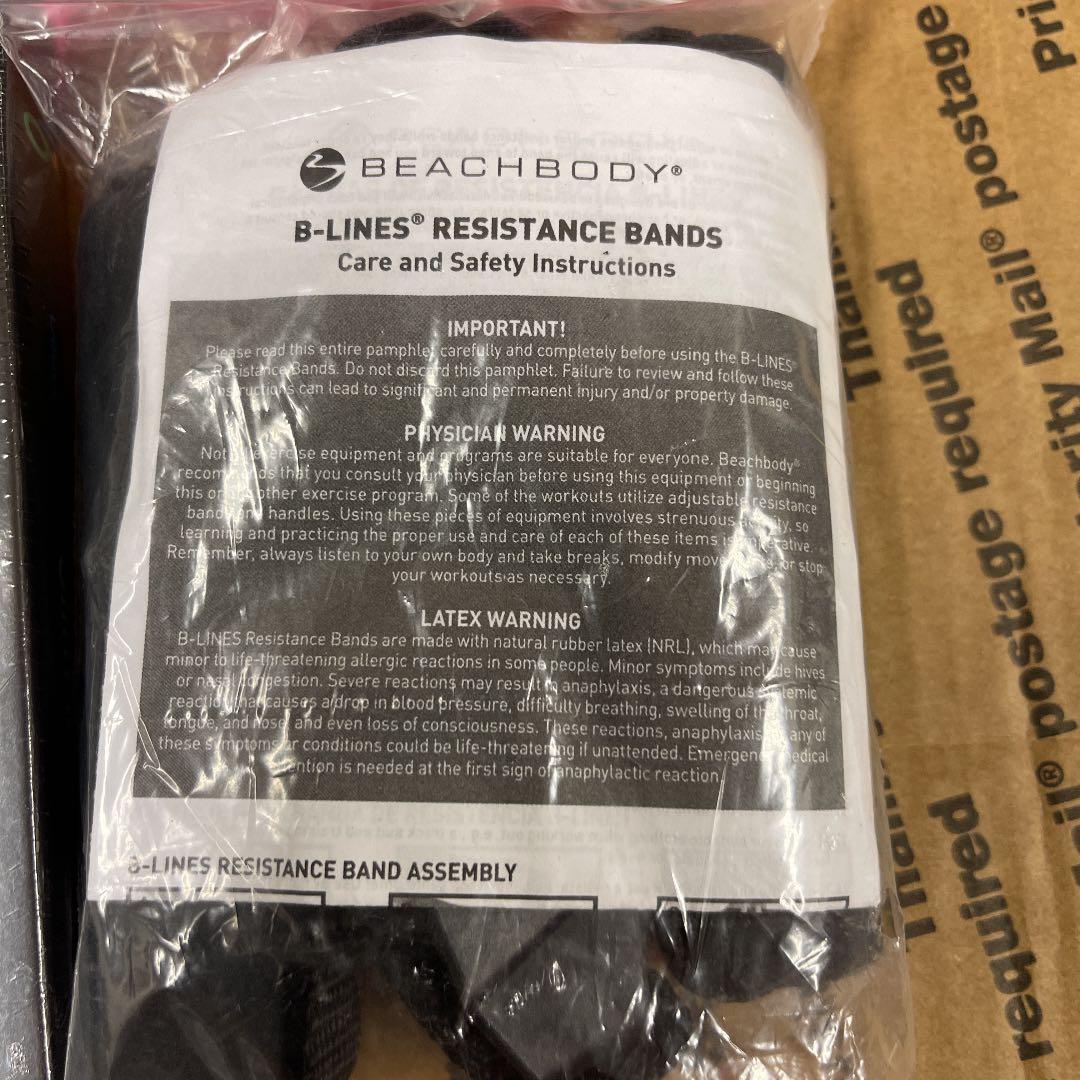 BEACHBODY®
B-LINES® RESISTANCE BANDS
Care and Safety Instructions
IMPORTANT!
Please read this entire pamphlet carefully and completely before using the B-LINES®
Resistance Bands. Do not discard this pamphlet. Failure to review and follow these
instructions can lead to significant and permanent injury and/or property damage.
PHYSICIAN WARNING
Not exercise equipment and programs are suitable for everyone. Beachbody®
recommends that you consult your physician before using this equipment or beginning
this or other exercise program. Some of the workouts utilize adjustable resistance
bands handles. Using these pieces of equipment involves strenuous activity, so
learning and practicing the proper use and care of each of these items is
Remember, always listen to your own body and take breaks, modify or stop
your workouts as necessary.
LATEX WARNING
B-LINES Resistance Bands are made with natural rubber latex (NRL), which may cause
minor to life-threatening allergic reactions in some people. Minor symptoms include hives
or nasal congestion. Severe reactions may result in anaphylaxis, a dangerous systemic
reaction that causes a drop in blood pressure, difficulty breathing, swelling of the throat,
tongue, and nose, and even loss of consciousness. These reactions, anaphylaxis any of
these symptoms or conditions could be life-threatening if unattended. Emergency medical
attention is needed at the first sign of anaphylactic reaction.
B-LINES RESISTANCE BAND ASSEMBLY
required
Mail® postage
Thank
required
Priority Mail® postage required
Thank
Mail® postage
Pri